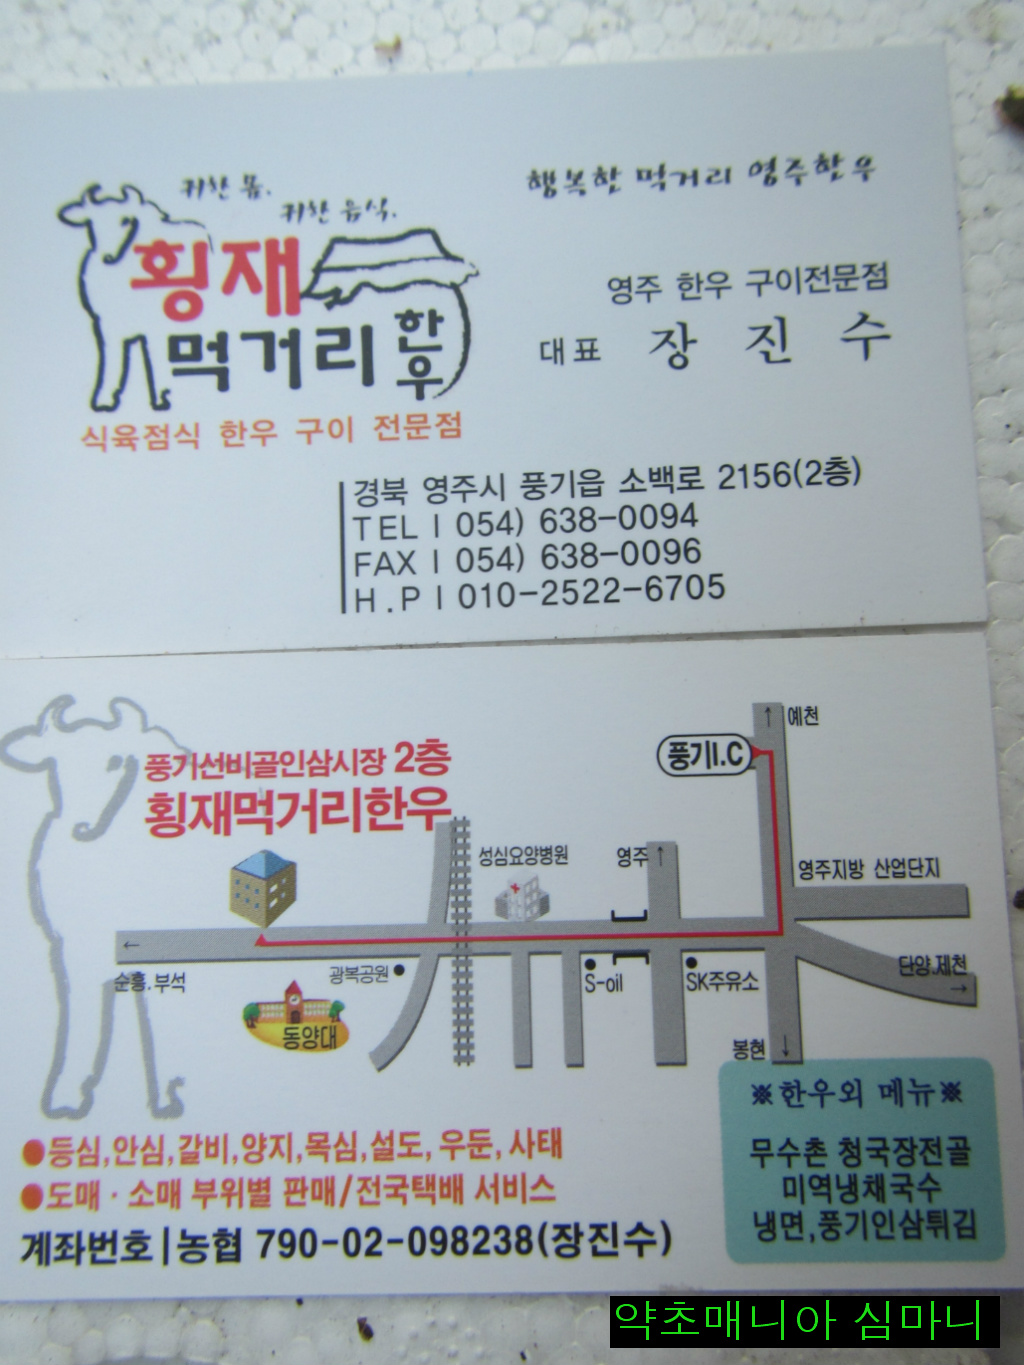 귀한 몸.
귀한 음식.
횡재
먹거리 한우
식육점식 한우 구이 전문점
행복한 먹거리 영주한우
영주 한우 구이전문점
대표 장 진 수
경북 영주시 풍기읍 소백로 2156(2층)
TEL | 054) 638-0094
FAX | 054) 638-0096
H.P | 010-2522-6705
풍기선비골인삼시장 2층
횡재먹거리한우
↑ 예천
풍기I.C
성심요양병원
영주 ↑
영주지방 산업단지
←
순흥.부석
광복공원
동양대
S-oil
SK주유소
단양.제천
→
봉현 ↓
●등심,안심,갈비,양지,목심,설도, 우둔, 사태
●도매 · 소매 부위별 판매/전국택배 서비스
계좌번호 | 농협 790-02-098238(장진수)
※한우외 메뉴※
무수촌 청국장전골
미역냉채국수
냉면,풍기인삼튀김
약초매니아 심마니